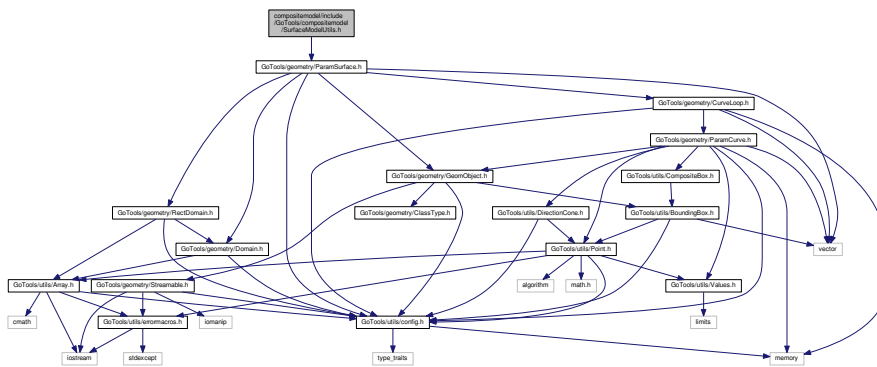 compositemodel/include
/GoTools/compositemodel
/SurfaceModelUtils.h
GoTools/geometry/ParamSurface.h
GoTools/geometry/CurveLoop.h
GoTools/geometry/ParamCurve.h
GoTools/geometry/GeomObject.h
GoTools/utils/CompositeBox.h
GoTools/geometry/RectDomain.h
GoTools/geometry/ClassType.h
GoTools/utils/DirectionCone.h
GoTools/utils/BoundingBox.h
GoTools/geometry/Domain.h
GoTools/utils/Point.h
vector
GoTools/utils/Array.h
GoTools/geometry/Streamable.h
algorithm
math.h
GoTools/utils/Values.h
cmath
GoTools/utils/errormacros.h
iomanip
GoTools/utils/config.h
limits
iostream
stdexcept
type_traits
memory